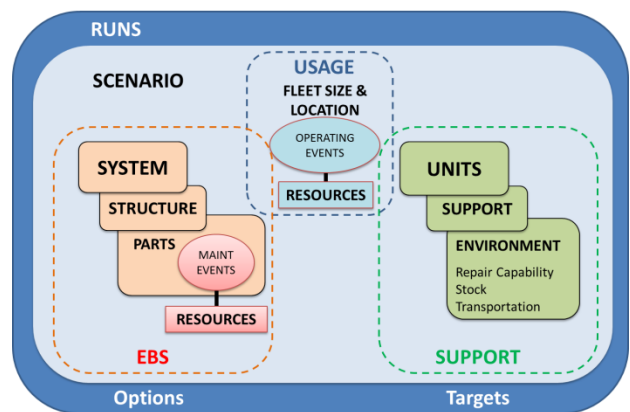 RUNS
SCENARIO
USAGE
FLEET SIZE &
LOCATION
OPERATING
EVENTS
RESOURCES
SYSTEM
STRUCTURE
PARTS
MAINT
EVENTS
RESOURCES
EBS
UNITS
SUPPORT
ENVIRONMENT
Repair Capability
Stock
Transportation
SUPPORT
Options
Targets